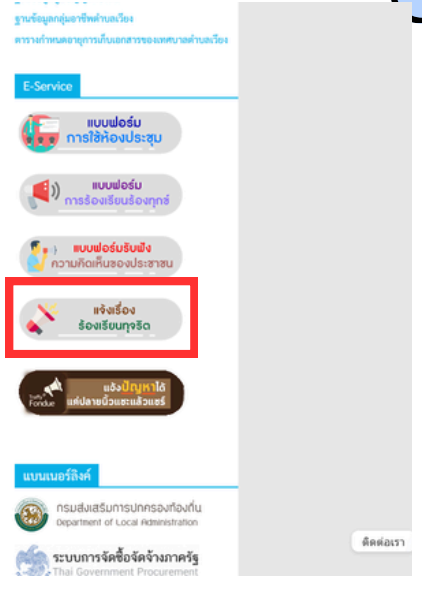 ฐานข้อมูลกลุ่มอาชีพตำบลเวียง
ตารางกำหนดอายุการเก็บเอกสารของเทศบาลตำบลเวียง
E-Service
แบบฟอร์ม
การใช้ห้องประชุม
แบบฟอร์ม
การร้องเรียนร้องทุกข์
แบบฟอร์มรับฟัง
ความคิดเห็นของประชาชน
แจ้งเรื่อง
ร้องเรียนทุจริต
Traffy
Fondue
แจ้งปัญหาได้
แค่ปลายนิ้วแชะแล้วแชร์
แบนเนอร์ลิงค์
กรมส่งเสริมการปกครองท้องถิ่น
Department of Local Administration
ติดต่อเรา
ระบบการจัดซื้อจัดจ้างภาครัฐ
Thai Government Procurement